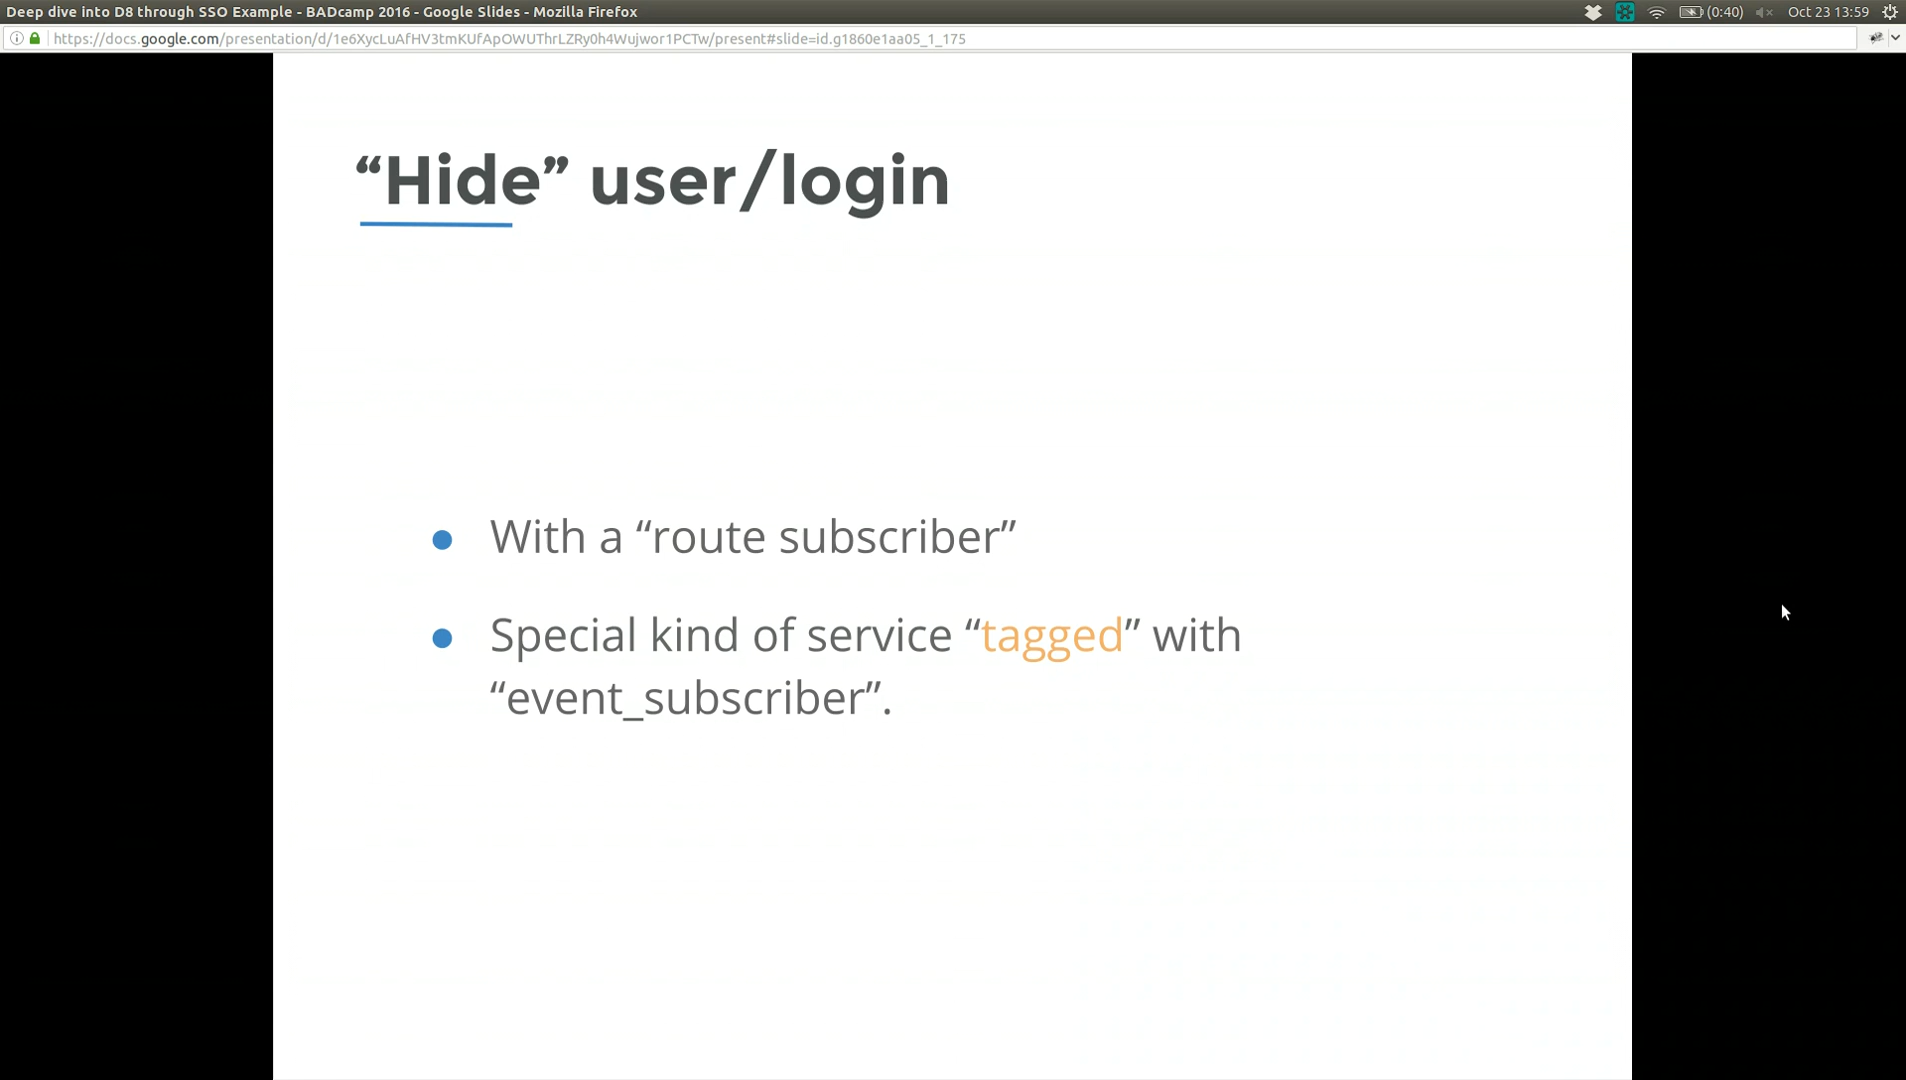 Deep dive into D8 through SSO Example - BADcamp 2016 - Google Slides - Mozilla Firefox
(0:40)
Oct 23 13:59
https://docs.google.com/presentation/d/1e6XycLuAfHV3tmKUfApOWUThrLZRy0h4Wujwor1PCTw/present#slide=id.g1860e1aa05_1_175
“Hide” user/login
● With a “route subscriber”
● Special kind of service “tagged” with
“event_subscriber”.